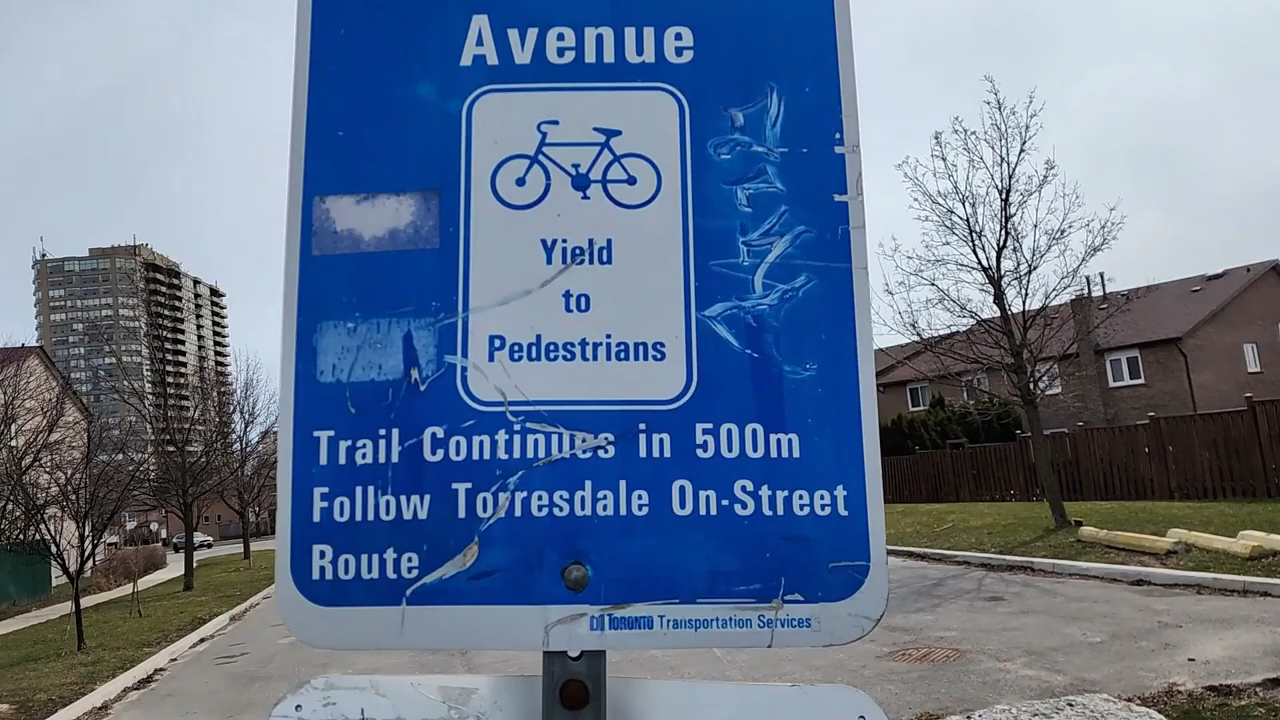 Avenue
Yield
to
Pedestrians
Trail Continues in 500m
Follow Torresdale On-Street
Route
TORONTO Transportation Services